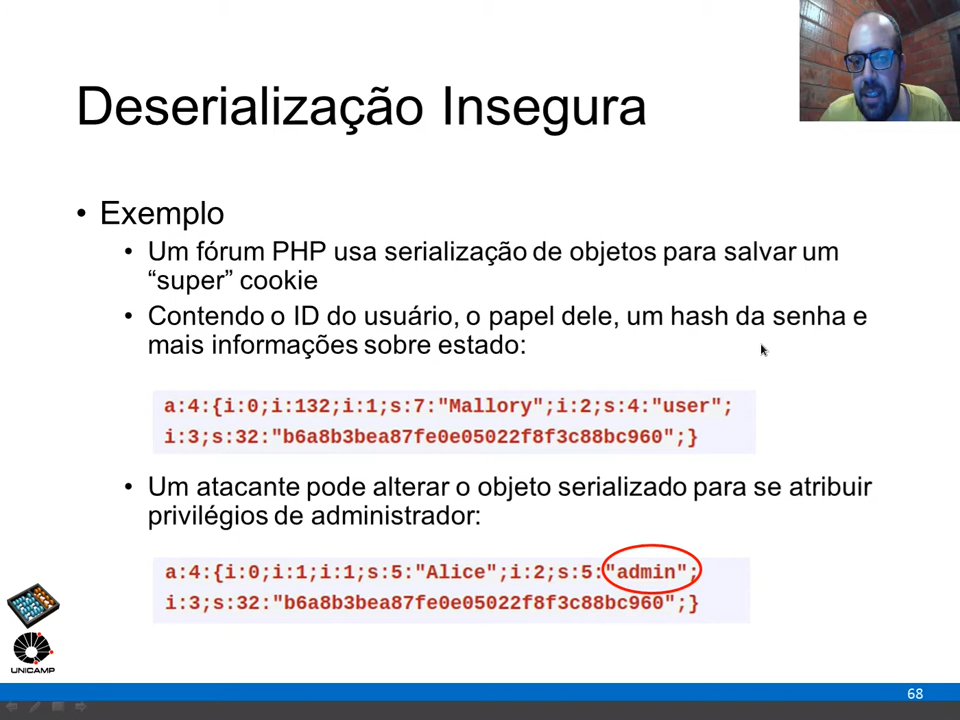 Deserialização Insegura
• Exemplo
• Um fórum PHP usa serialização de objetos para salvar um
“super” cookie
• Contendo o ID do usuário, o papel dele, um hash da senha e
mais informações sobre estado:
a:4:{i:0;i:132;i:1;s:7:"Mallory";i:2;s:4:"user";
i:3;s:32:"b6a8b3bea87fe0e05022f8f3c88bc960";}
• Um atacante pode alterar o objeto serializado para se atribuir
privilégios de administrador:
a:4:{i:0;i:1;i:1;s:5:"Alice";i:2;s:5:"admin";
i:3;s:32:"b6a8b3bea87fe0e05022f8f3c88bc960";}
UNICAMP
68